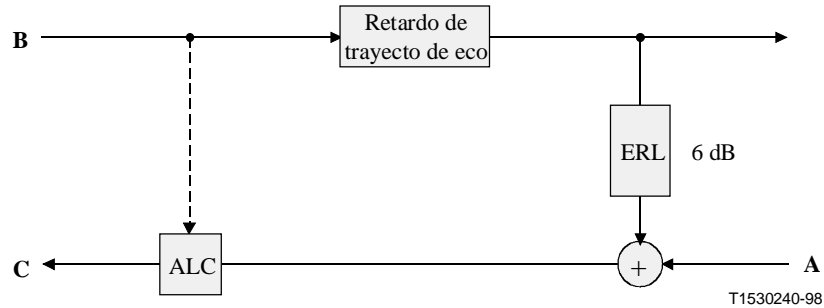 B
Retardo de
trayecto de eco
ERL
6 dB
C
ALC
+
A
T1530240-98